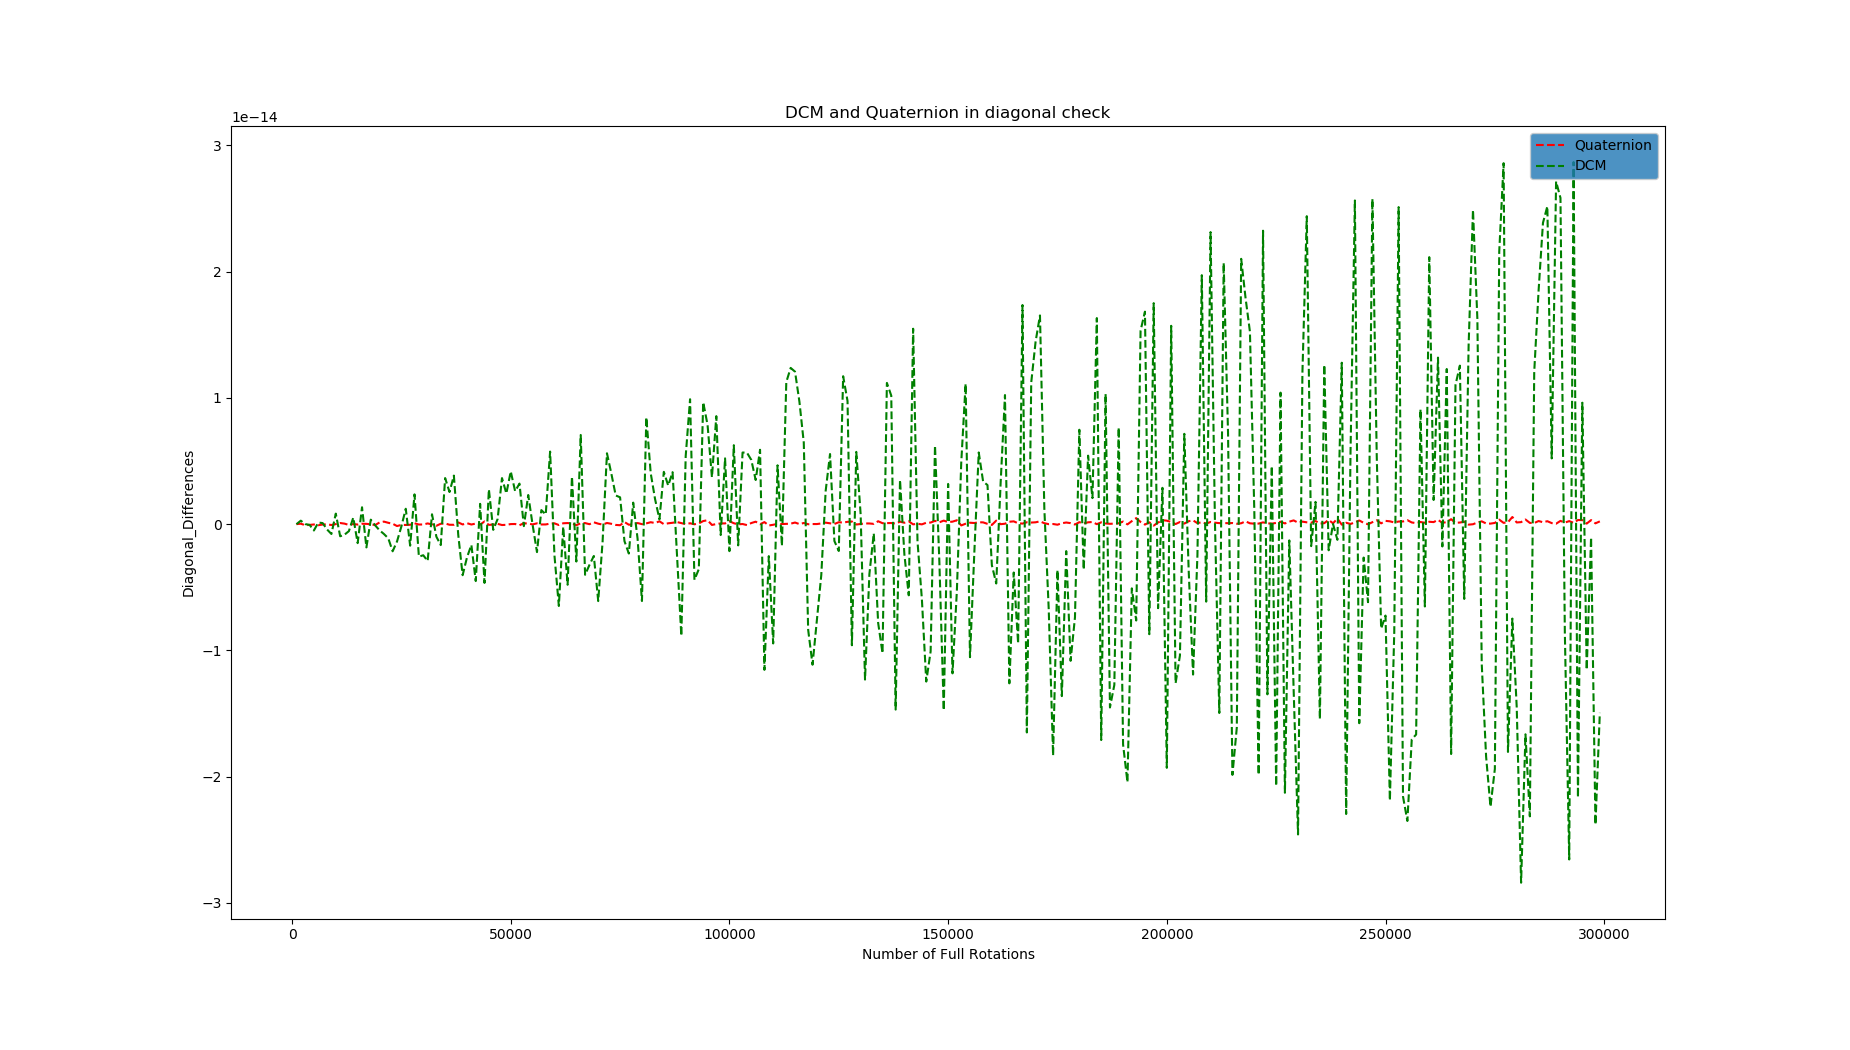 DCM and Quaternion in diagonal check
1e−14
Quaternion
DCM
3
2
1
0
−1
−2
−3
Diagonal_Differences
0
50000
100000
150000
200000
250000
300000
Number of Full Rotations